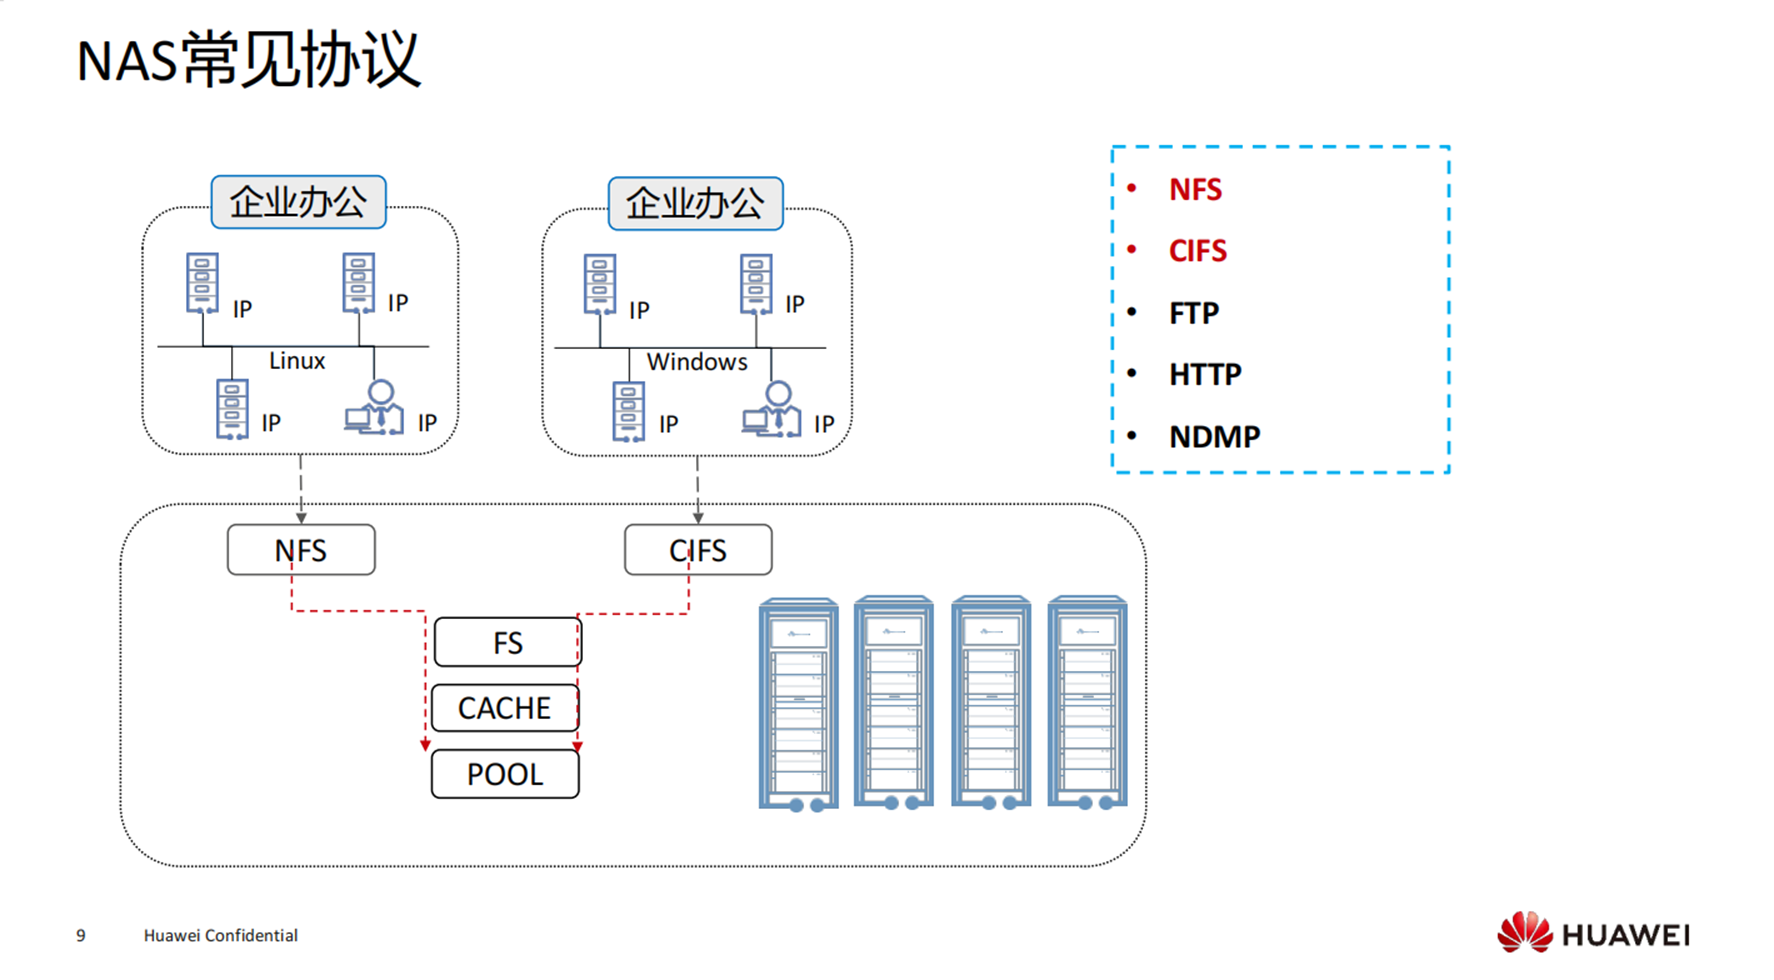 NAS常见协议
企业办公
企业办公
IP
IP
Linux
IP
IP
IP
IP
Windows
IP
IP
NFS
CIFS
FTP
HTTP
NDMP
NFS
CIFS
FS
CACHE
POOL
9
Huawei Confidential
HUAWEI